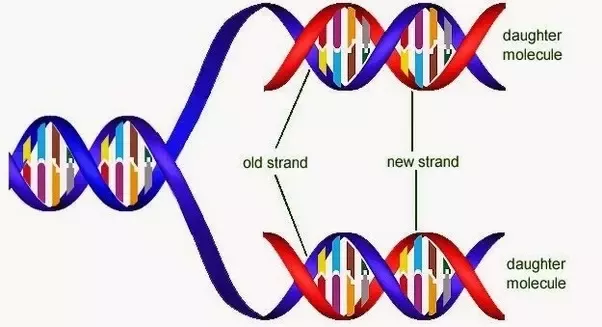 daughter
molecule
old strand
new strand
daughter
molecule